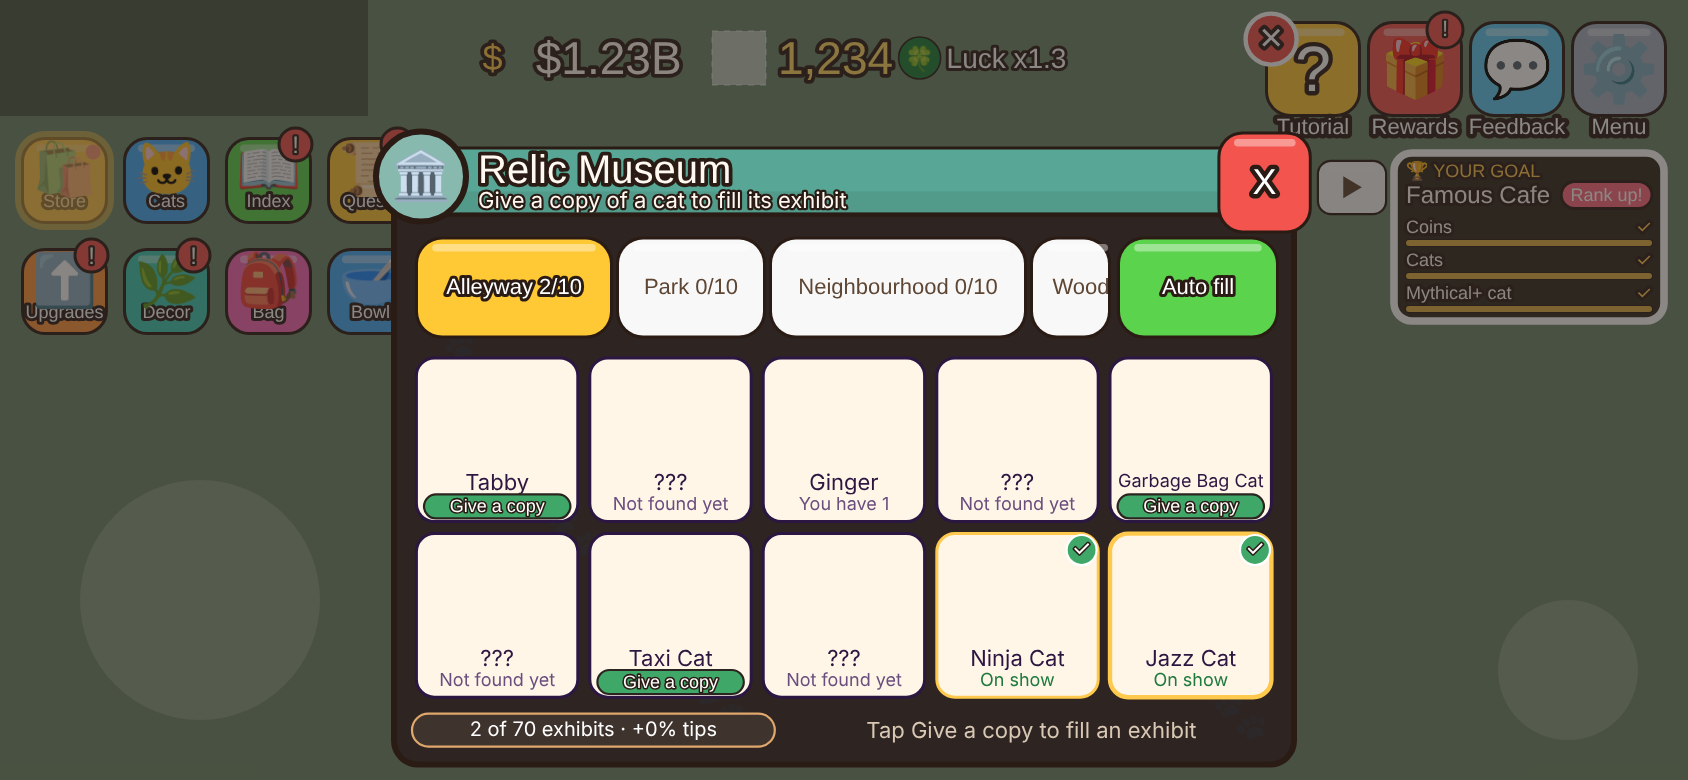 $ $1.23B 1,234 Luck x1.3
Tutorial Rewards Feedback Menu
Store Cats Index
Upgrades Decor Bag Bowl
Relic Museum
Give a copy of a cat to fill its exhibit
X
YOUR GOAL
Famous Cafe Rank up!
Coins
Cats
Mythical+ cat
Alleyway 2/10 Park 0/10 Neighbourhood 0/10 Wood Auto fill
Tabby ??? Ginger ??? Garbage Bag Cat
Give a copy Not found yet You have 1 Not found yet Give a copy
??? Taxi Cat ??? Ninja Cat Jazz Cat
Not found yet Give a copy Not found yet On show On show
2 of 70 exhibits · +0% tips Tap Give a copy to fill an exhibit